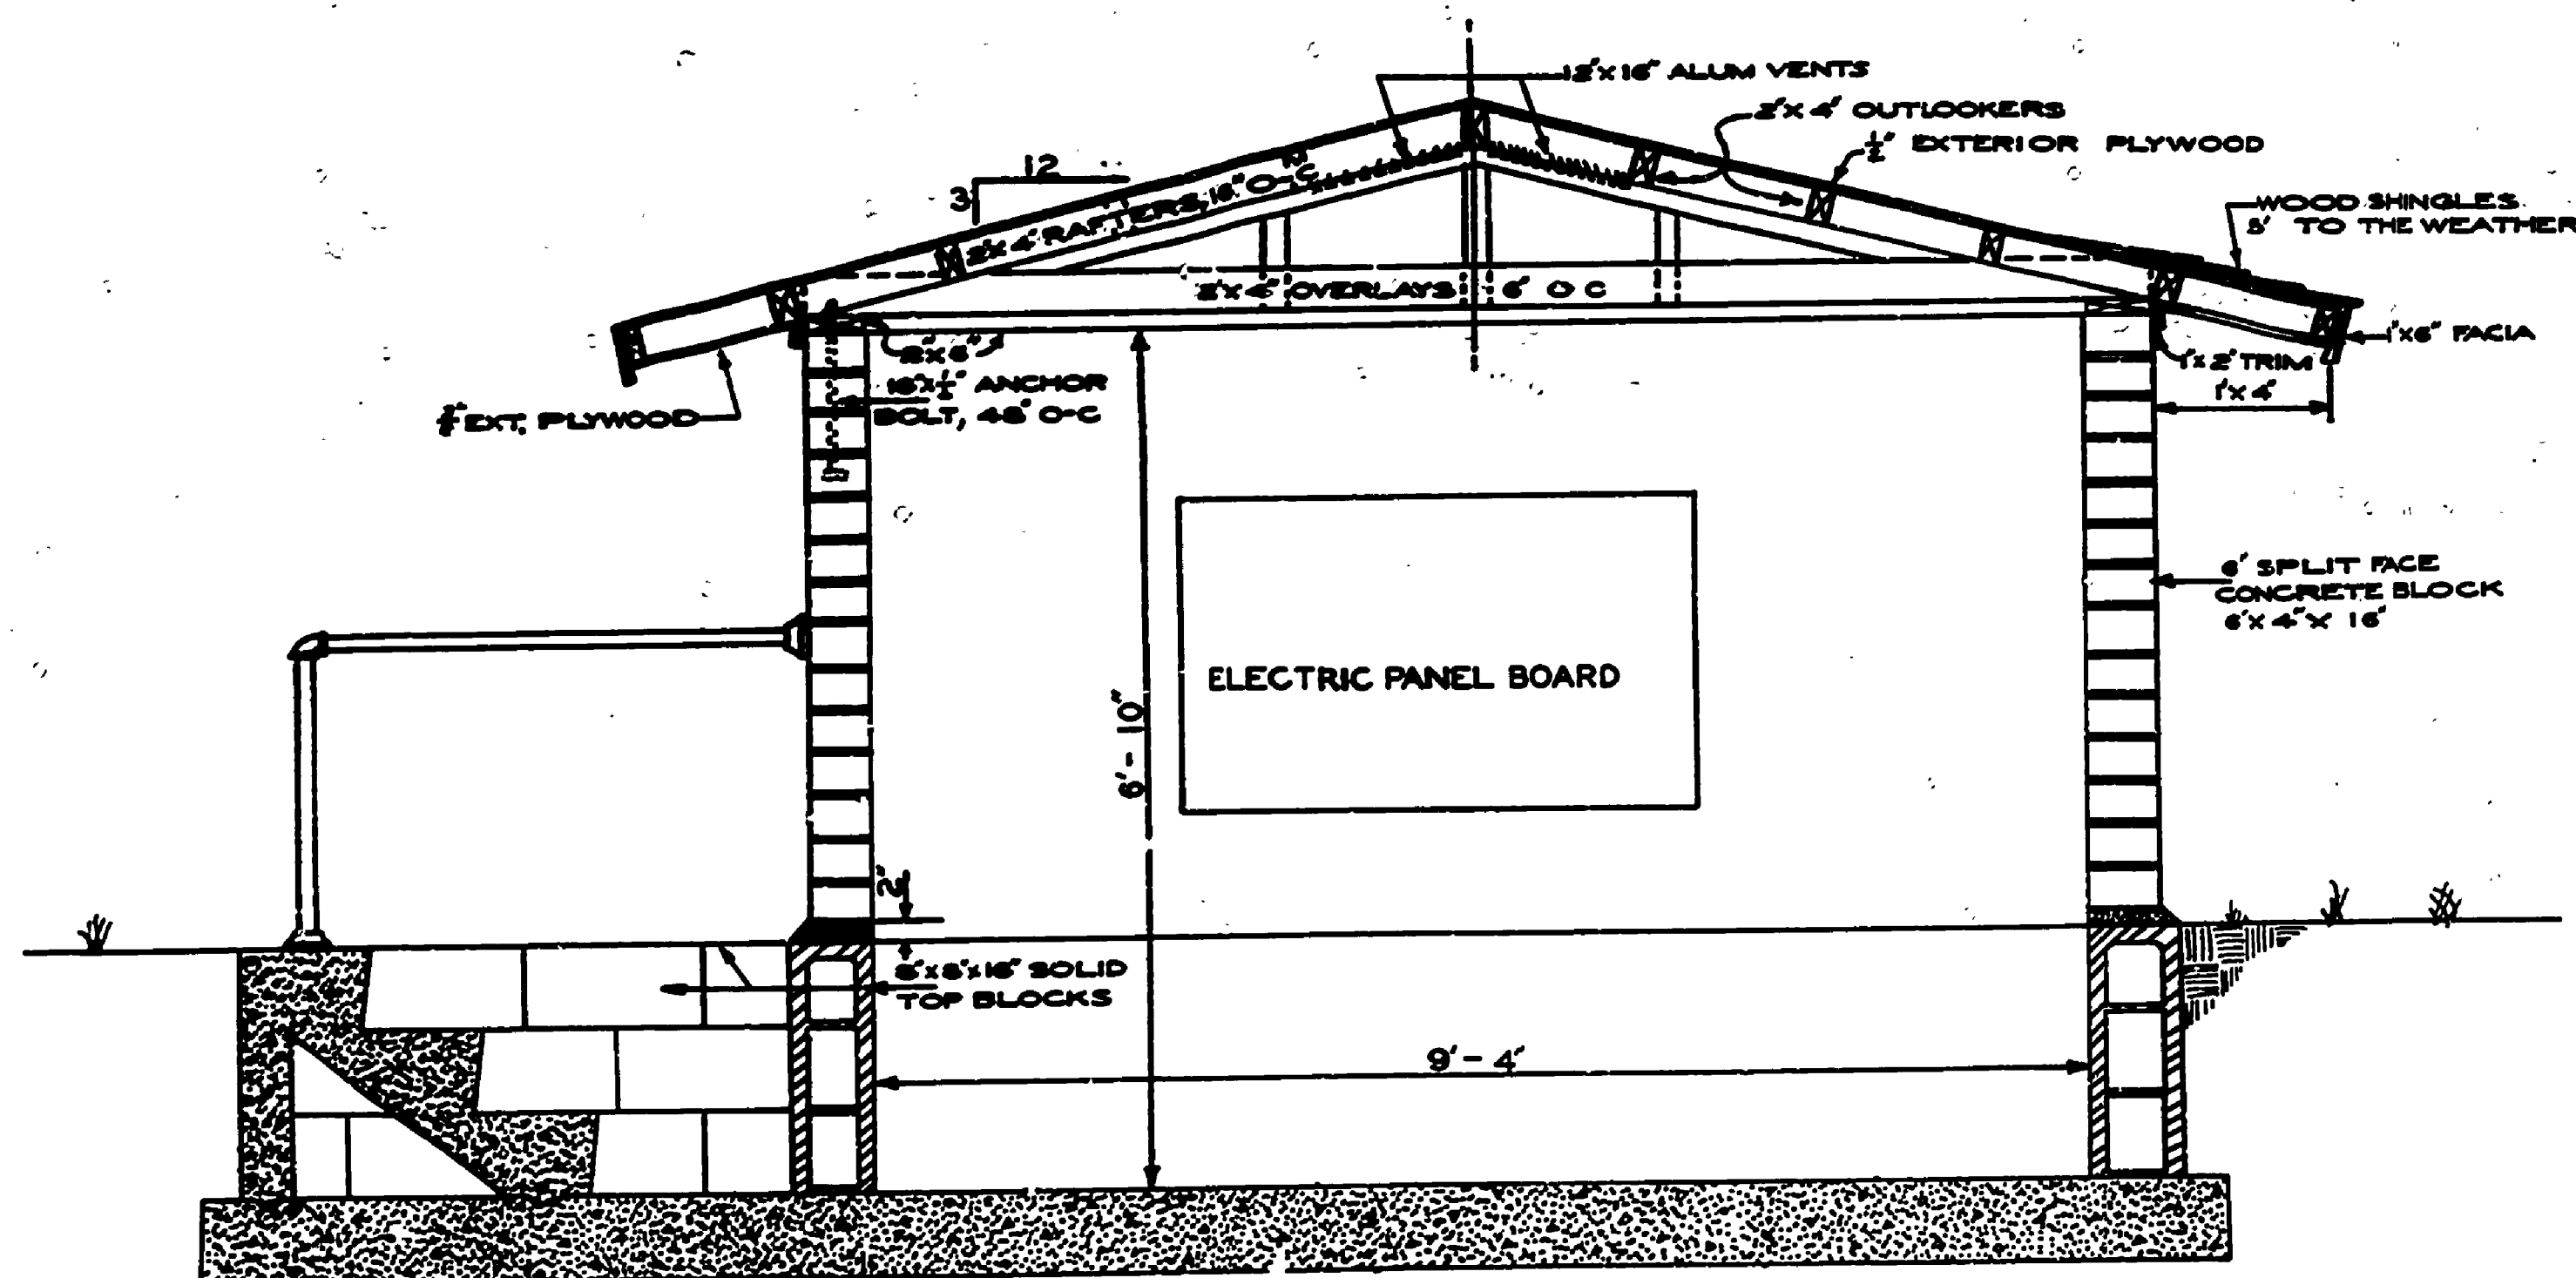 12"x16" ALUM VENTS
2"x4" OUTLOOKERS
½" EXTERIOR PLYWOOD
12
3
WOOD SHINGLES
5" TO THE WEATHER
2"x4" RAFTERS, 16" O-C
2"x4" OVERLAYS 16" O C
2"x6"
1"x6" FACIA
1"x2" TRIM
1'x4"
16"x½" ANCHOR
BOLT, 48" O-C
EXT. PLYWOOD
6" SPLIT FACE
CONCRETE BLOCK
6"x4"x16"
ELECTRIC PANEL BOARD
6'-10"
2"
8"x8"x16" SOLID
TOP BLOCKS
9'-4"